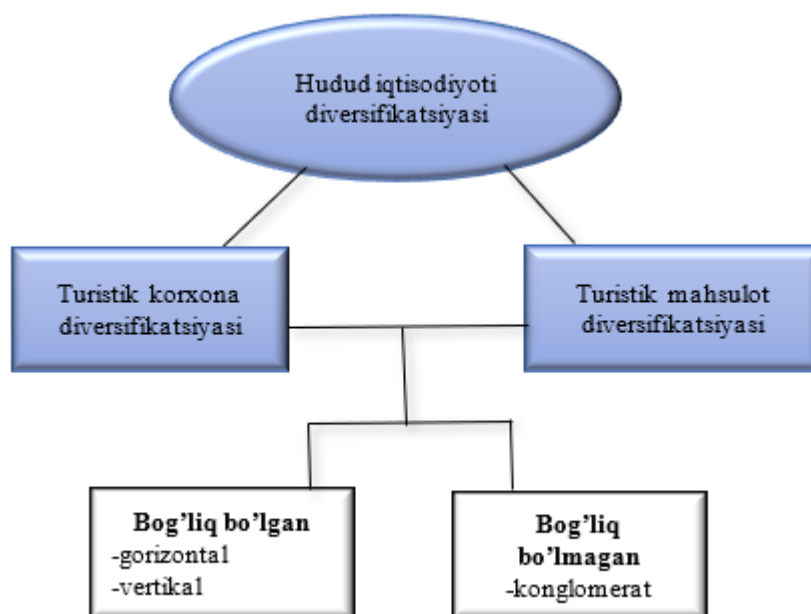 Hudud iqtisodiyoti
diversifikatsiyasi
Turistik korxona
diversifikatsiyasi
Turistik mahsulot
diversifikatsiyasi
Bog’liq bo’lgan
-gorizontal
-vertikal
Bog’liq
bo’lmagan
-konglomerat